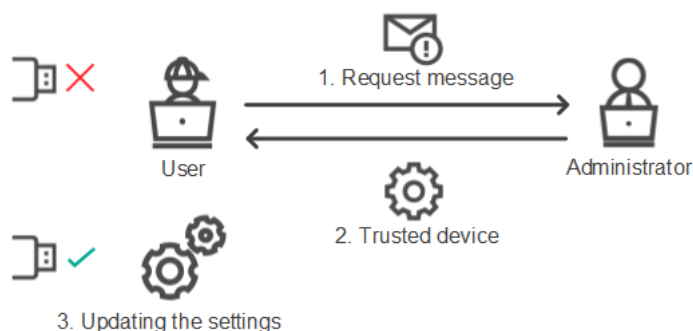 1. Request message
User
Administrator
2. Trusted device
3. Updating the settings